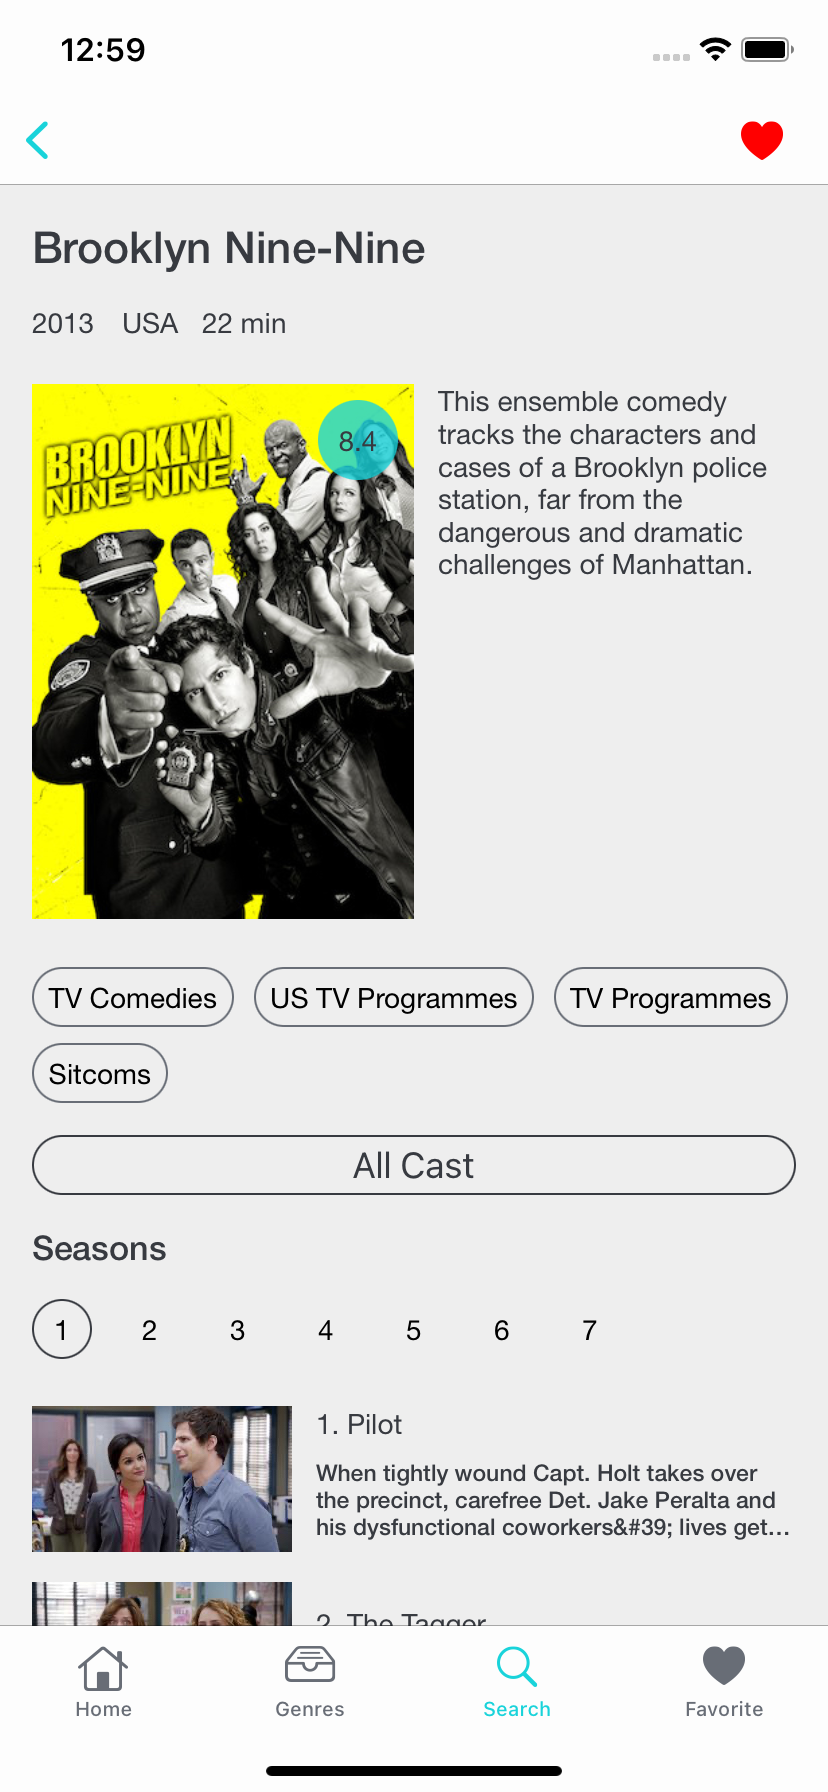 12:59
Brooklyn Nine-Nine
2013 USA 22 min
BROOKLYN
NINE-NINE
8.4
This ensemble comedy
tracks the characters and
cases of a Brooklyn police
station, far from the
dangerous and dramatic
challenges of Manhattan.
TV Comedies US TV Programmes TV Programmes
Sitcoms
All Cast
Seasons
1 2 3 4 5 6 7
1. Pilot
When tightly wound Capt. Holt takes over
the precinct, carefree Det. Jake Peralta and
his dysfunctional coworkers&#39; lives get...
2. The Tagger
Home Genres Search Favorite